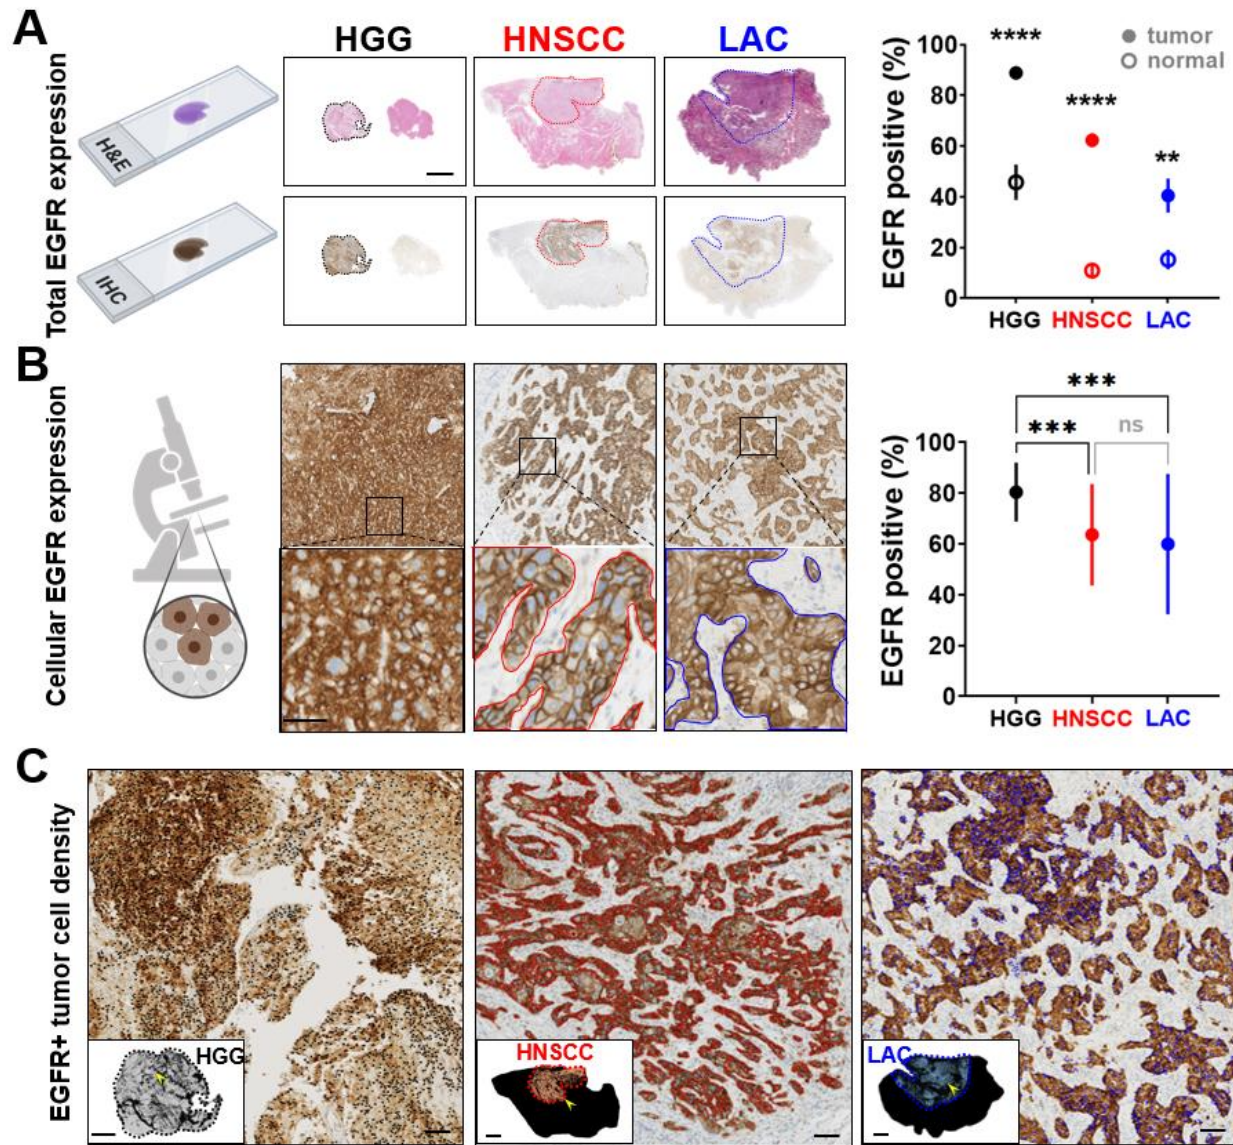 A
Total EGFR expression
H&E
IHC
HGG
HNSCC
LAC
EGFR positive (%)
100
80
60
40
20
0
****
****
**
tumor
normal
HGG
HNSCC
LAC
B
Cellular EGFR expression
EGFR positive (%)
100
80
60
40
20
0
***
***
ns
HGG
HNSCC
LAC
C
EGFR+ tumor cell density
HGG
HNSCC
LAC